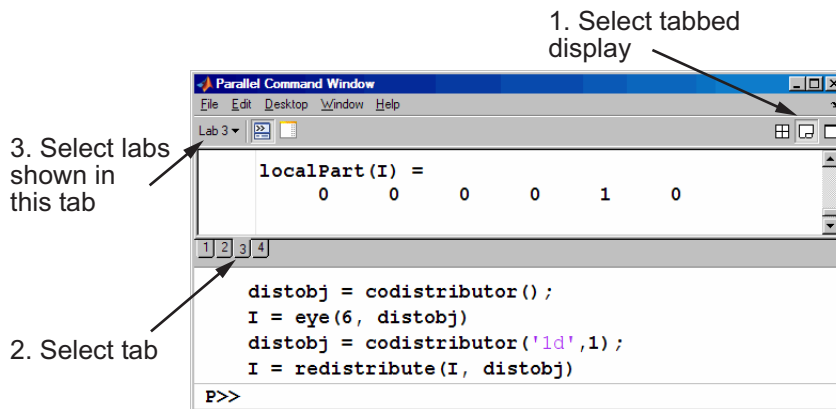 1. Select tabbed
display
Parallel Command Window
File Edit Desktop Window Help
Lab 3
3. Select labs
shown in
this tab
localPart(I) =
0 0 0 0 1 0
1 2 3 4
distobj = codistributor();
I = eye(6, distobj)
distobj = codistributor('1d',1);
I = redistribute(I, distobj)
2. Select tab
P>>